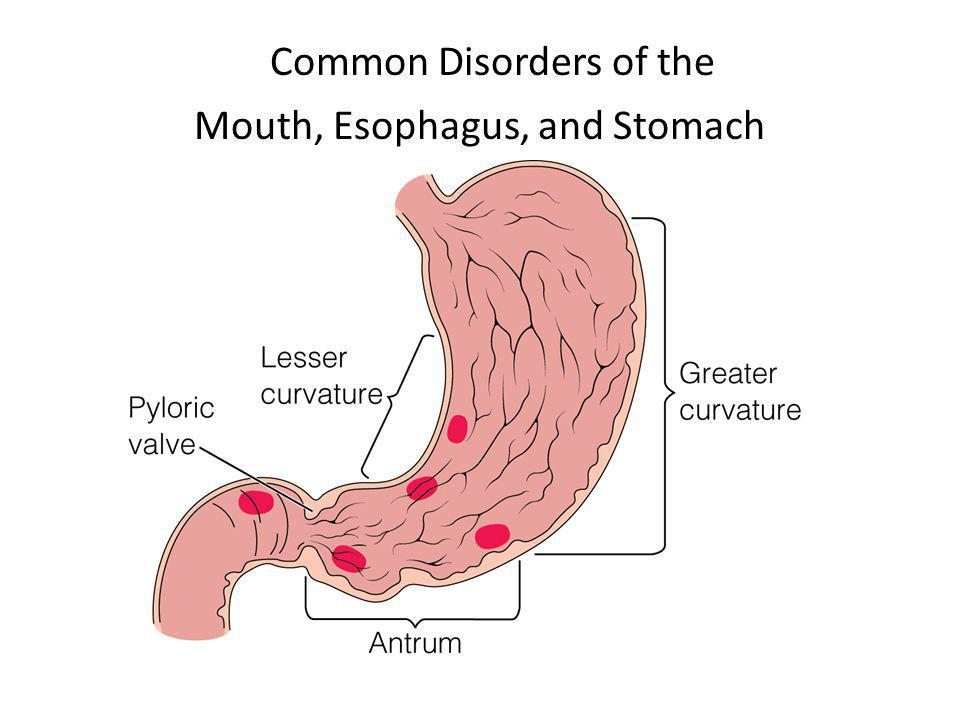 Common Disorders of the
Mouth, Esophagus, and Stomach
Lesser
curvature
Pyloric
valve
Greater
curvature
Antrum